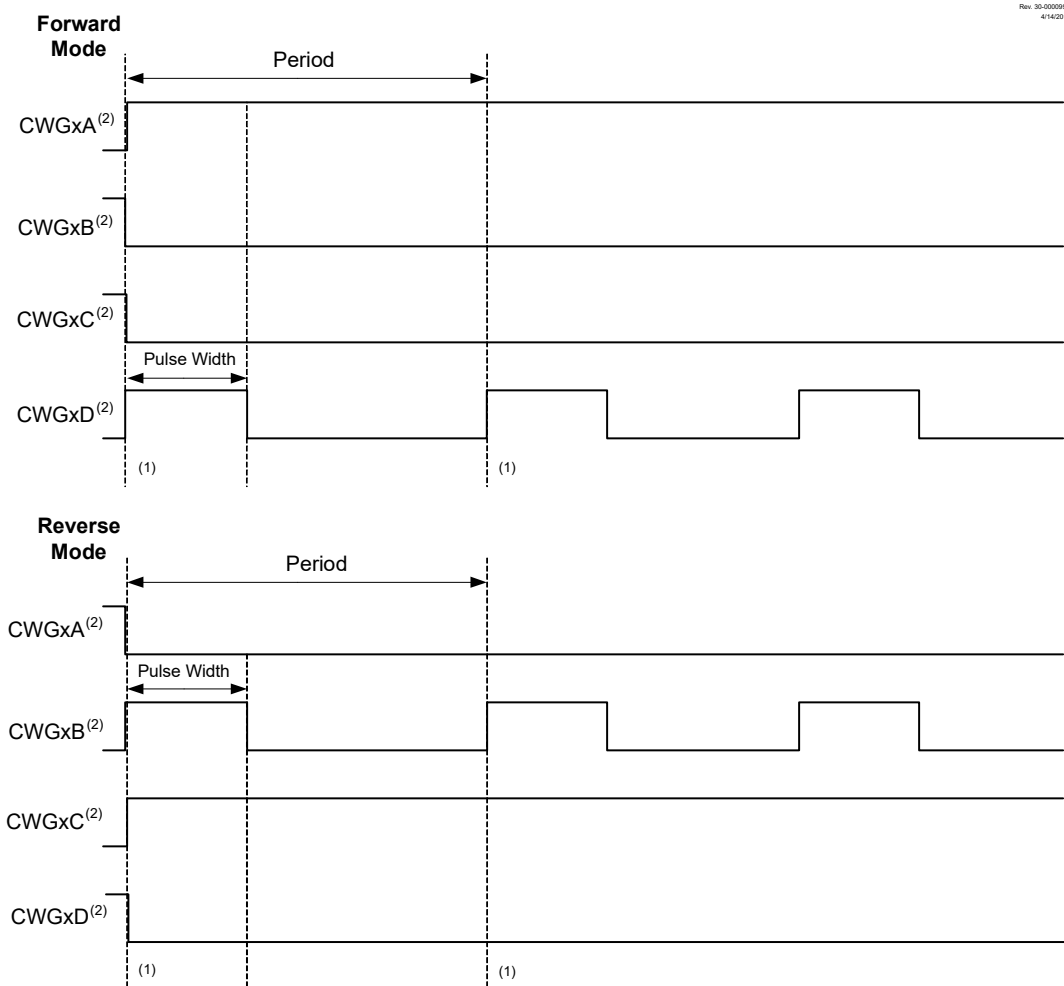 Rev. 30-000099
4/14/20
Forward
Mode
Period
CWGxA(2)
CWGxB(2)
CWGxC(2)
Pulse Width
CWGxD(2)
(1)
(1)
Reverse
Mode
Period
CWGxA(2)
Pulse Width
CWGxB(2)
CWGxC(2)
CWGxD(2)
(1)
(1)